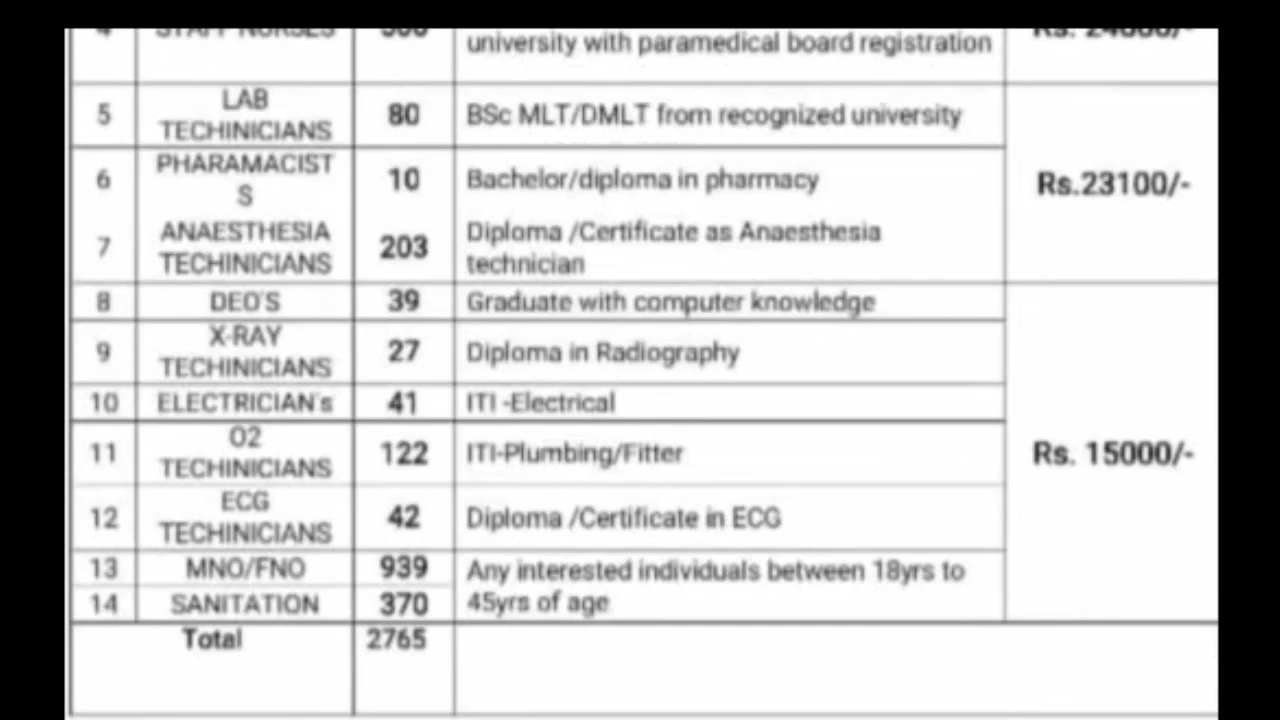 university with paramedical board registration
5 LAB TECHINICIANS 80 BSc MLT/DMLT from recognized university
6 PHARAMACIST S 10 Bachelor/diploma in pharmacy Rs.23100/-
7 ANAESTHESIA TECHINICIANS 203 Diploma /Certificate as Anaesthesia technician
8 DEO'S 39 Graduate with computer knowledge
9 X-RAY TECHINICIANS 27 Diploma in Radiography
10 ELECTRICIAN's 41 ITI -Electrical
11 O2 TECHINICIANS 122 ITI-Plumbing/Fitter Rs. 15000/-
12 ECG TECHINICIANS 42 Diploma /Certificate in ECG
13 MNO/FNO 939 Any interested individuals between 18yrs to
14 SANITATION 370 45yrs of age
Total 2765